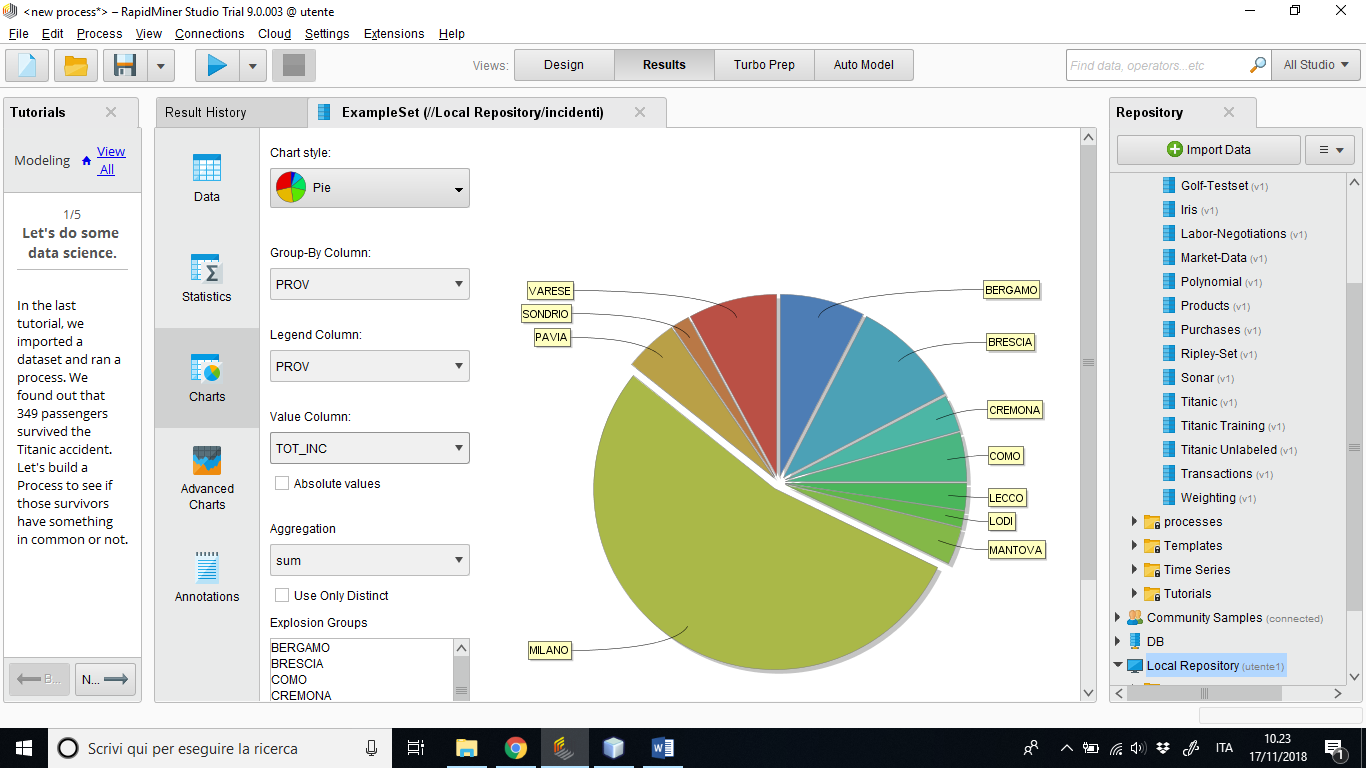 <new process*> – RapidMiner Studio Trial 9.0.003 @ utente
File Edit Process View Connections Cloud Settings Extensions Help
Views: Design Results Turbo Prep Auto Model
Find data, operators...etc
All Studio
Tutorials
Modeling
View
All
1/5
Let's do some
data science.
In the last
tutorial, we
imported a
dataset and ran a
process. We
found out that
349 passengers
survived the
Titanic accident.
Let's build a
Process to see if
those survivors
have something
in common or not.
B...
N...
Result History
ExampleSet (//Local Repository/incidenti)
Data
Statistics
Charts
Advanced
Charts
Annotations
Chart style:
Pie
Group-By Column:
PROV
Legend Column:
PROV
Value Column:
TOT_INC
Absolute values
Aggregation
sum
Use Only Distinct
Explosion Groups
BERGAMO
BRESCIA
COMO
CREMONA
VARESE
SONDRIO
PAVIA
MILANO
BERGAMO
BRESCIA
CREMONA
COMO
LECCO
LODI
MANTOVA
Repository
Import Data
Golf-Testset (v1)
Iris (v1)
Labor-Negotiations (v1)
Market-Data (v1)
Polynomial (v1)
Products (v1)
Purchases (v1)
Ripley-Set (v1)
Sonar (v1)
Titanic (v1)
Titanic Training (v1)
Titanic Unlabeled (v1)
Transactions (v1)
Weighting (v1)
processes
Templates
Time Series
Tutorials
Community Samples (connected)
DB
Local Repository (utente1)
Scrivi qui per eseguire la ricerca
ITA
10.23
17/11/2018
1